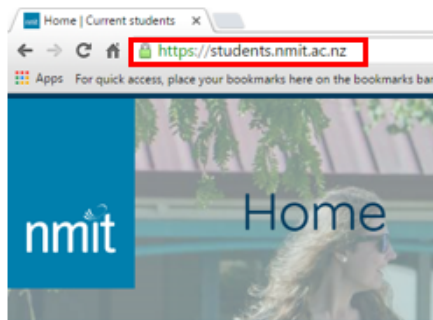 Home | Current students
https://students.nmit.ac.nz
Apps For quick access, place your bookmarks here on the bookmarks bar
nmit
Home